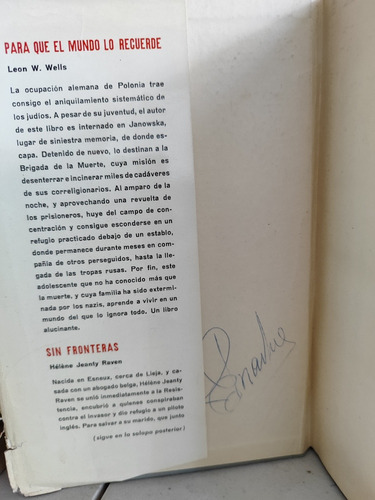 PARA QUE EL MUNDO LO RECUERDE
Leon W. Wells
La ocupación alemana de Polonia trae
consigo el aniquilamiento sistemático de
los judíos. A pesar de su juventud, el autor
de este libro es internado en Janowska,
lugar de siniestra memoria, de donde es-
capa. Detenido de nuevo, lo destinan a la
Brigada de la Muerte, cuya misión es
desenterrar e incinerar miles de cadáveres
de sus correligionarios. Al amparo de la
noche, y aprovechando una revuelta de
los prisioneros, huye del campo de con-
centración y consigue esconderse en un
refugio practicado debajo de un establo,
donde permanece durante meses en com-
pañía de otros perseguidos, hasta la lle-
gada de las tropas rusas. Por fin, este
adolescente que no ha conocido más que
la muerte, y cuya familia ha sido extermi-
nada por los nazis, aprende a vivir en un
mundo del que lo ignora todo. Un libro
alucinante.
SIN FRONTERAS
Hélène Jeanty Raven
Nacida en Esnaux, cerca de Lieja, y ca-
sada con un abogado belga, Hélène Jeanty
Raven se unió inmediatamente a la Resis-
tencia, encubrió a quienes conspiraban
contra el invasor y dio refugio a un piloto
inglés. Para salvar a su marido, que junto
(sigue en la solapa posterior)